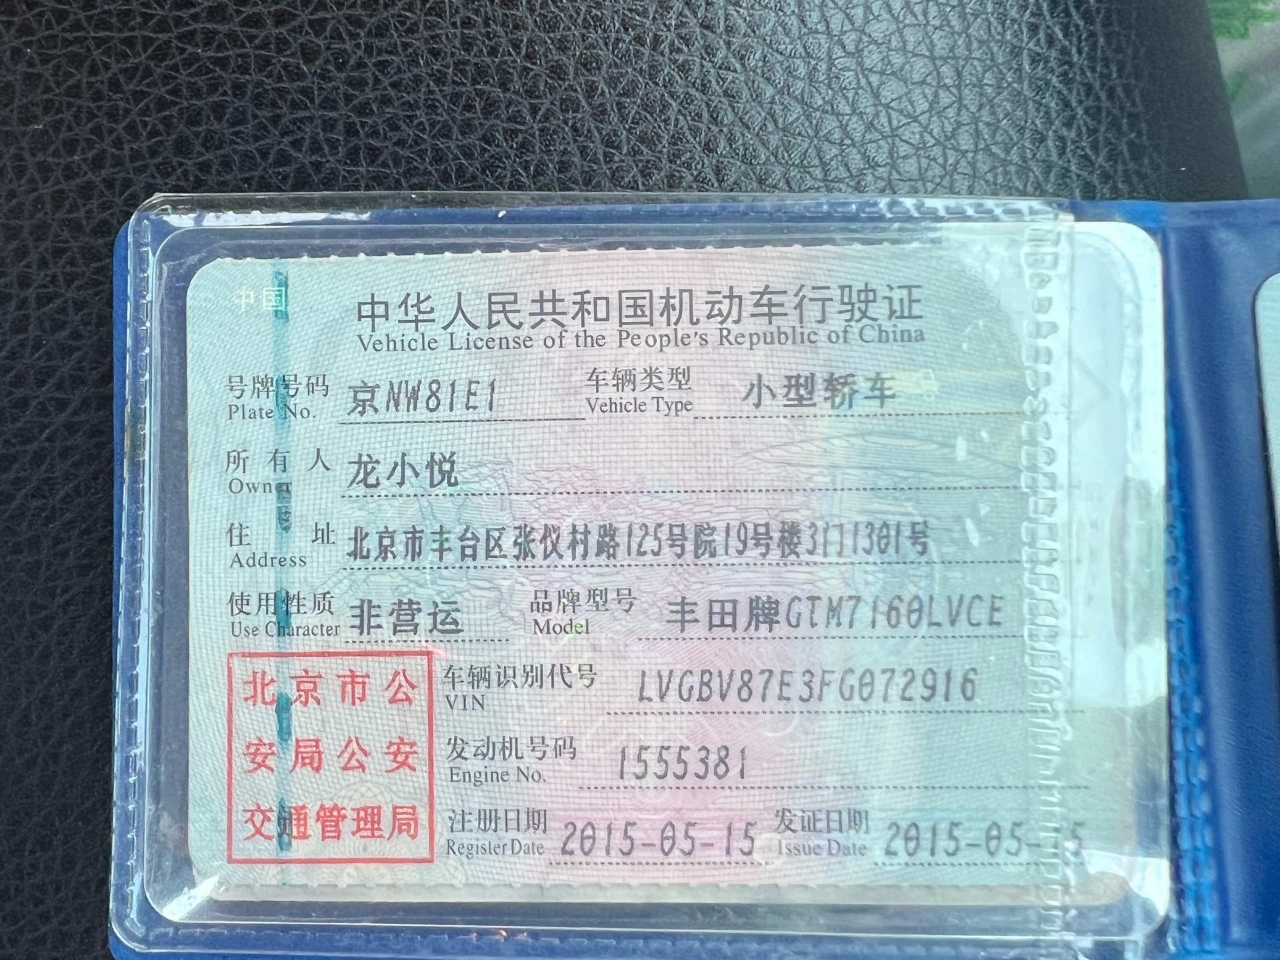 中国
中华人民共和国机动车行驶证
Vehicle License of the People's Republic of China
号牌号码 京NW81E1 车辆类型 小型轿车
Plate No. Vehicle Type
所有人 龙小悦
Owner
住址 北京市丰台区张仪村路125号院19号楼3门1301号
Address
使用性质 非营运 品牌型号 丰田牌GTM7160LVCE
Use Character Model
北京市公
安局公安
交通管理局
车辆识别代号 LVGBV87E3FG072916
VIN
发动机号码 1555381
Engine No.
注册日期 2015-05-15 发证日期 2015-05-
Register Date Issue Date